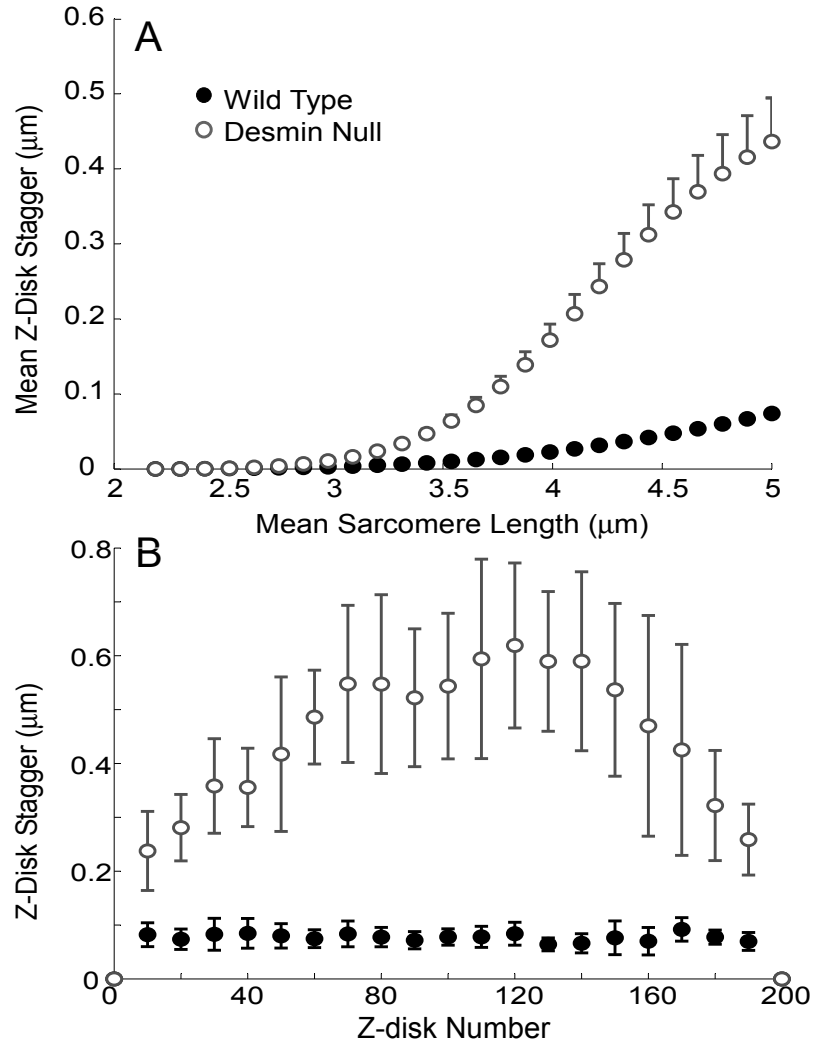 A
0.6
0.5
0.4
0.3
0.2
0.1
0
Mean Z-Disk Stagger (μm)
Wild Type
Desmin Null
2 2.5 3 3.5 4 4.5 5
Mean Sarcomere Length (μm)
B
0.8
0.6
0.4
0.2
0
Z-Disk Stagger (μm)
0 40 80 120 160 200
Z-disk Number